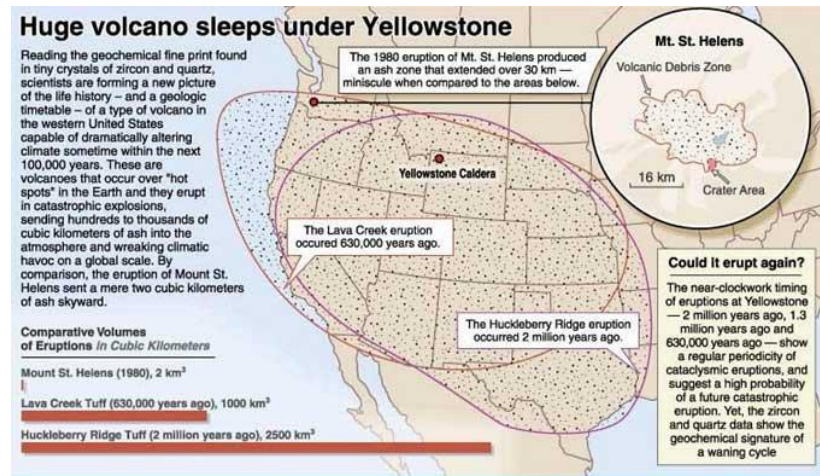 Huge volcano sleeps under Yellowstone
Reading the geochemical fine print found
in tiny crystals of zircon and quartz,
scientists are forming a new picture
of the life history – and a geologic
timetable – of a type of volcano in
the western United States
capable of dramatically altering
climate sometime within the next
100,000 years. These are
volcanoes that occur over "hot
spots" in the Earth and they erupt
in catastrophic explosions,
sending hundreds to thousands of
cubic kilometers of ash into the
atmosphere and wreaking climatic
havoc on a global scale. By
comparison, the eruption of Mount St.
Helens sent a mere two cubic kilometers
of ash skyward.
The 1980 eruption of Mt. St. Helens produced
an ash zone that extended over 30 km —
miniscule when compared to the areas below.
Mt. St. Helens
Volcanic Debris Zone
16 km
Crater Area
Yellowstone Caldera
The Lava Creek eruption
occured 630,000 years ago.
The Huckleberry Ridge eruption
occurred 2 million years ago.
Could it erupt again?
The near-clockwork timing
of eruptions at Yellowstone
— 2 million years ago, 1.3
million years ago and
630,000 years ago — show
a regular periodicity of
cataclysmic eruptions, and
suggest a high probability
of a future catastrophic
eruption. Yet, the zircon
and quartz data show the
geochemical signature of
a waning cycle
Comparative Volumes
of Eruptions in Cubic Kilometers
Mount St. Helens (1980), 2 km³
Lava Creek Tuff (630,000 years ago), 1000 km³
Huckleberry Ridge Tuff (2 million years ago), 2500 km³